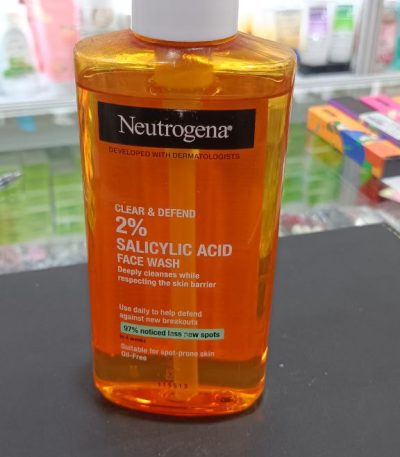 Neutrogena®
DEVELOPED WITH DERMATOLOGISTS
CLEAR & DEFEND
2%
SALICYLIC ACID
FACE WASH
Deeply cleanses while
respecting the skin barrier
Use daily to help defend
against new breakouts
97% noticed less new spots
Suitable for spot-prone skin
Oil-Free